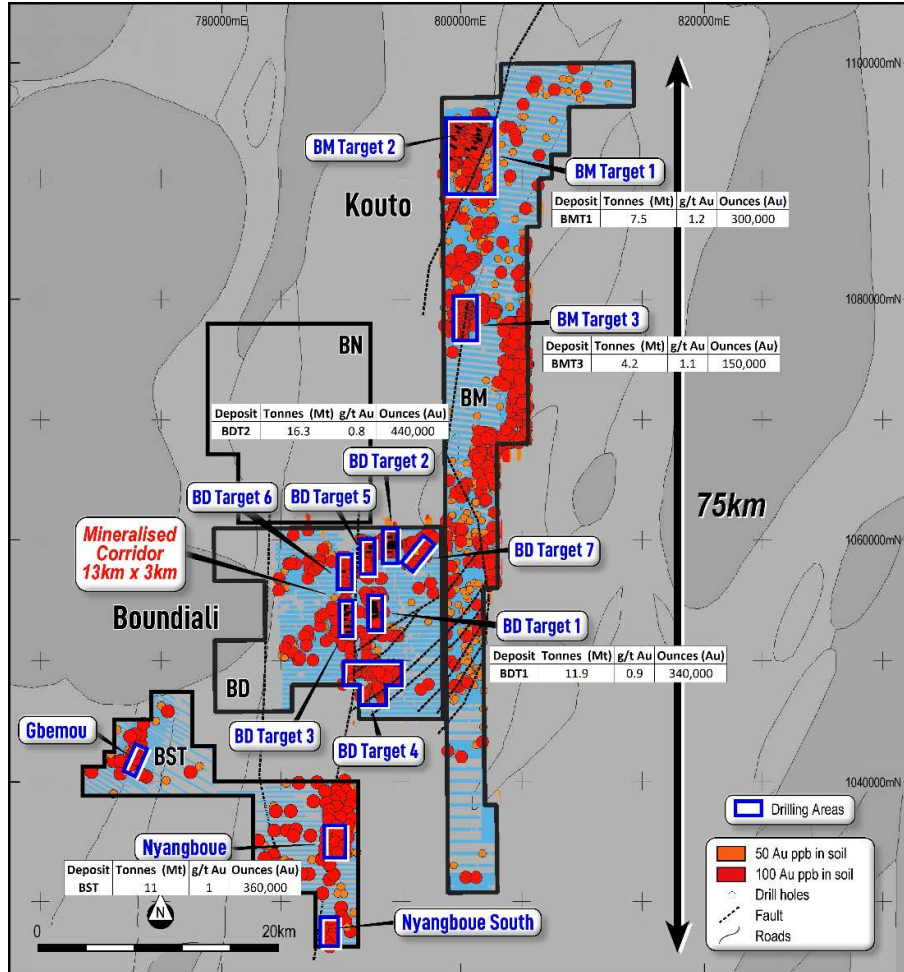 780000mE
800000mE
820000mE
1100000mN
BM Target 2
BM Target 1
Kouto
Deposit Tonnes (Mt) g/t Au Ounces (Au)
BMT1 7.5 1.2 300,000
1080000mN
BM Target 3
BN
Deposit Tonnes (Mt) g/t Au Ounces (Au)
BMT3 4.2 1.1 150,000
BM
Deposit Tonnes (Mt) g/t Au Ounces (Au)
BDT2 16.3 0.8 440,000
BD Target 2
BD Target 6
BD Target 5
75km
Mineralised
Corridor
13km x 3km
1060000mN
BD Target 7
Boundiali
BD Target 1
Deposit Tonnes (Mt) g/t Au Ounces (Au)
BDT1 11.9 0.9 340,000
BD
Gbemou
BST
BD Target 3
BD Target 4
1040000mN
Drilling Areas
Nyangboue
Deposit Tonnes (Mt) g/t Au Ounces (Au)
BST 11 1 360,000
50 Au ppb in soil
100 Au ppb in soil
Drill holes
Fault
Roads
N
Nyangboue South
0 20km